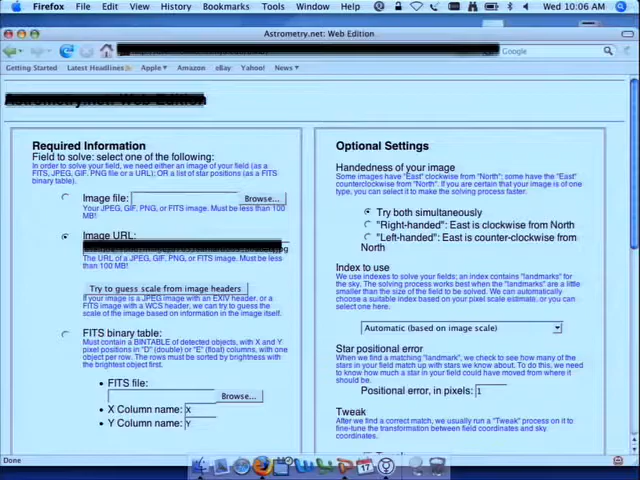 Firefox File Edit View History Bookmarks Tools Window Help Wed 10:06 AM
Astrometry.net: Web Edition
Google
Getting Started Latest Headlines Apple eBay Amazon Yahoo! News
Required Information
Field to solve: select one of the following:
In order to solve your field, we need either an image of your field (as a
FITS, JPEG, GIF, PNG file or a URL); OR a list of star positions (as a FITS
binary table).
Image file: Browse...
Your JPEG, GIF, PNG, or FITS image. Must be less than 100
MB!
Image URL:
The URL of a JPEG, GIF, PNG, or FITS image. Must be less
than 100 MB!
Try to guess scale from image headers
If your image is a JPEG image with an EXIV header, or a
FITS image with a WCS header, we can try to guess the
scale of the image based on information in the image itself.
FITS binary table:
Must contain a BINTABLE of detected objects, with X and Y
pixel positions in "D" (double) or "E" (float) columns, with one
object per row. The rows must be sorted by brightness with
the brightest object first.
FITS file:
Browse...
X Column name: X
Y Column name: Y
Optional Settings
Handedness of your image
Some images have "East" clockwise from "North"; some have the "East"
counterclockwise from "North". If you are certain that your image is of one
type, you can select it to make the solving process faster.
Try both simultaneously
"Right-handed": East is clockwise from North
"Left-handed": East is counter-clockwise from
North
Index to use
We use indexes to solve your fields; an index contains "landmarks" for
the sky. The solving process works best when the landmarks are a little
smaller than the size of the field to be solved. We can automatically
choose a suitable index based on your pixel scale estimate, or you can
select one here.
Automatic (based on image scale)
Star positional error
When we find a matching "landmark", we check to see how many of the
stars in your field match up with stars we know about. To do this, we need
to know how much a star in your field could have moved from where it
should be.
Positional error, in pixels: 1
Tweak
After we find a correct match, we usually run a "Tweak" process on it to
fine-tune the transformation between field coordinates and sky
coordinates.
Done
17